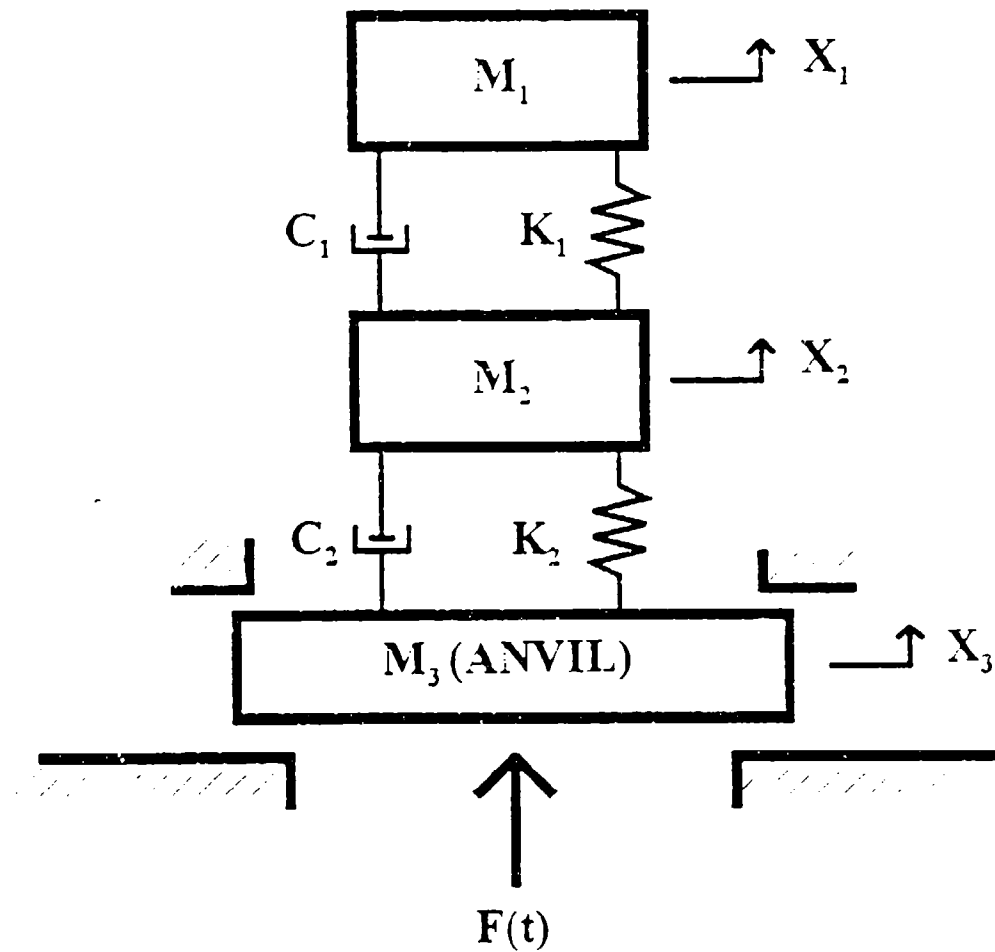 M₁
X₁
C₁
K₁
M₂
X₂
C₂
K₂
M₃ (ANVIL)
X₃
F(t)